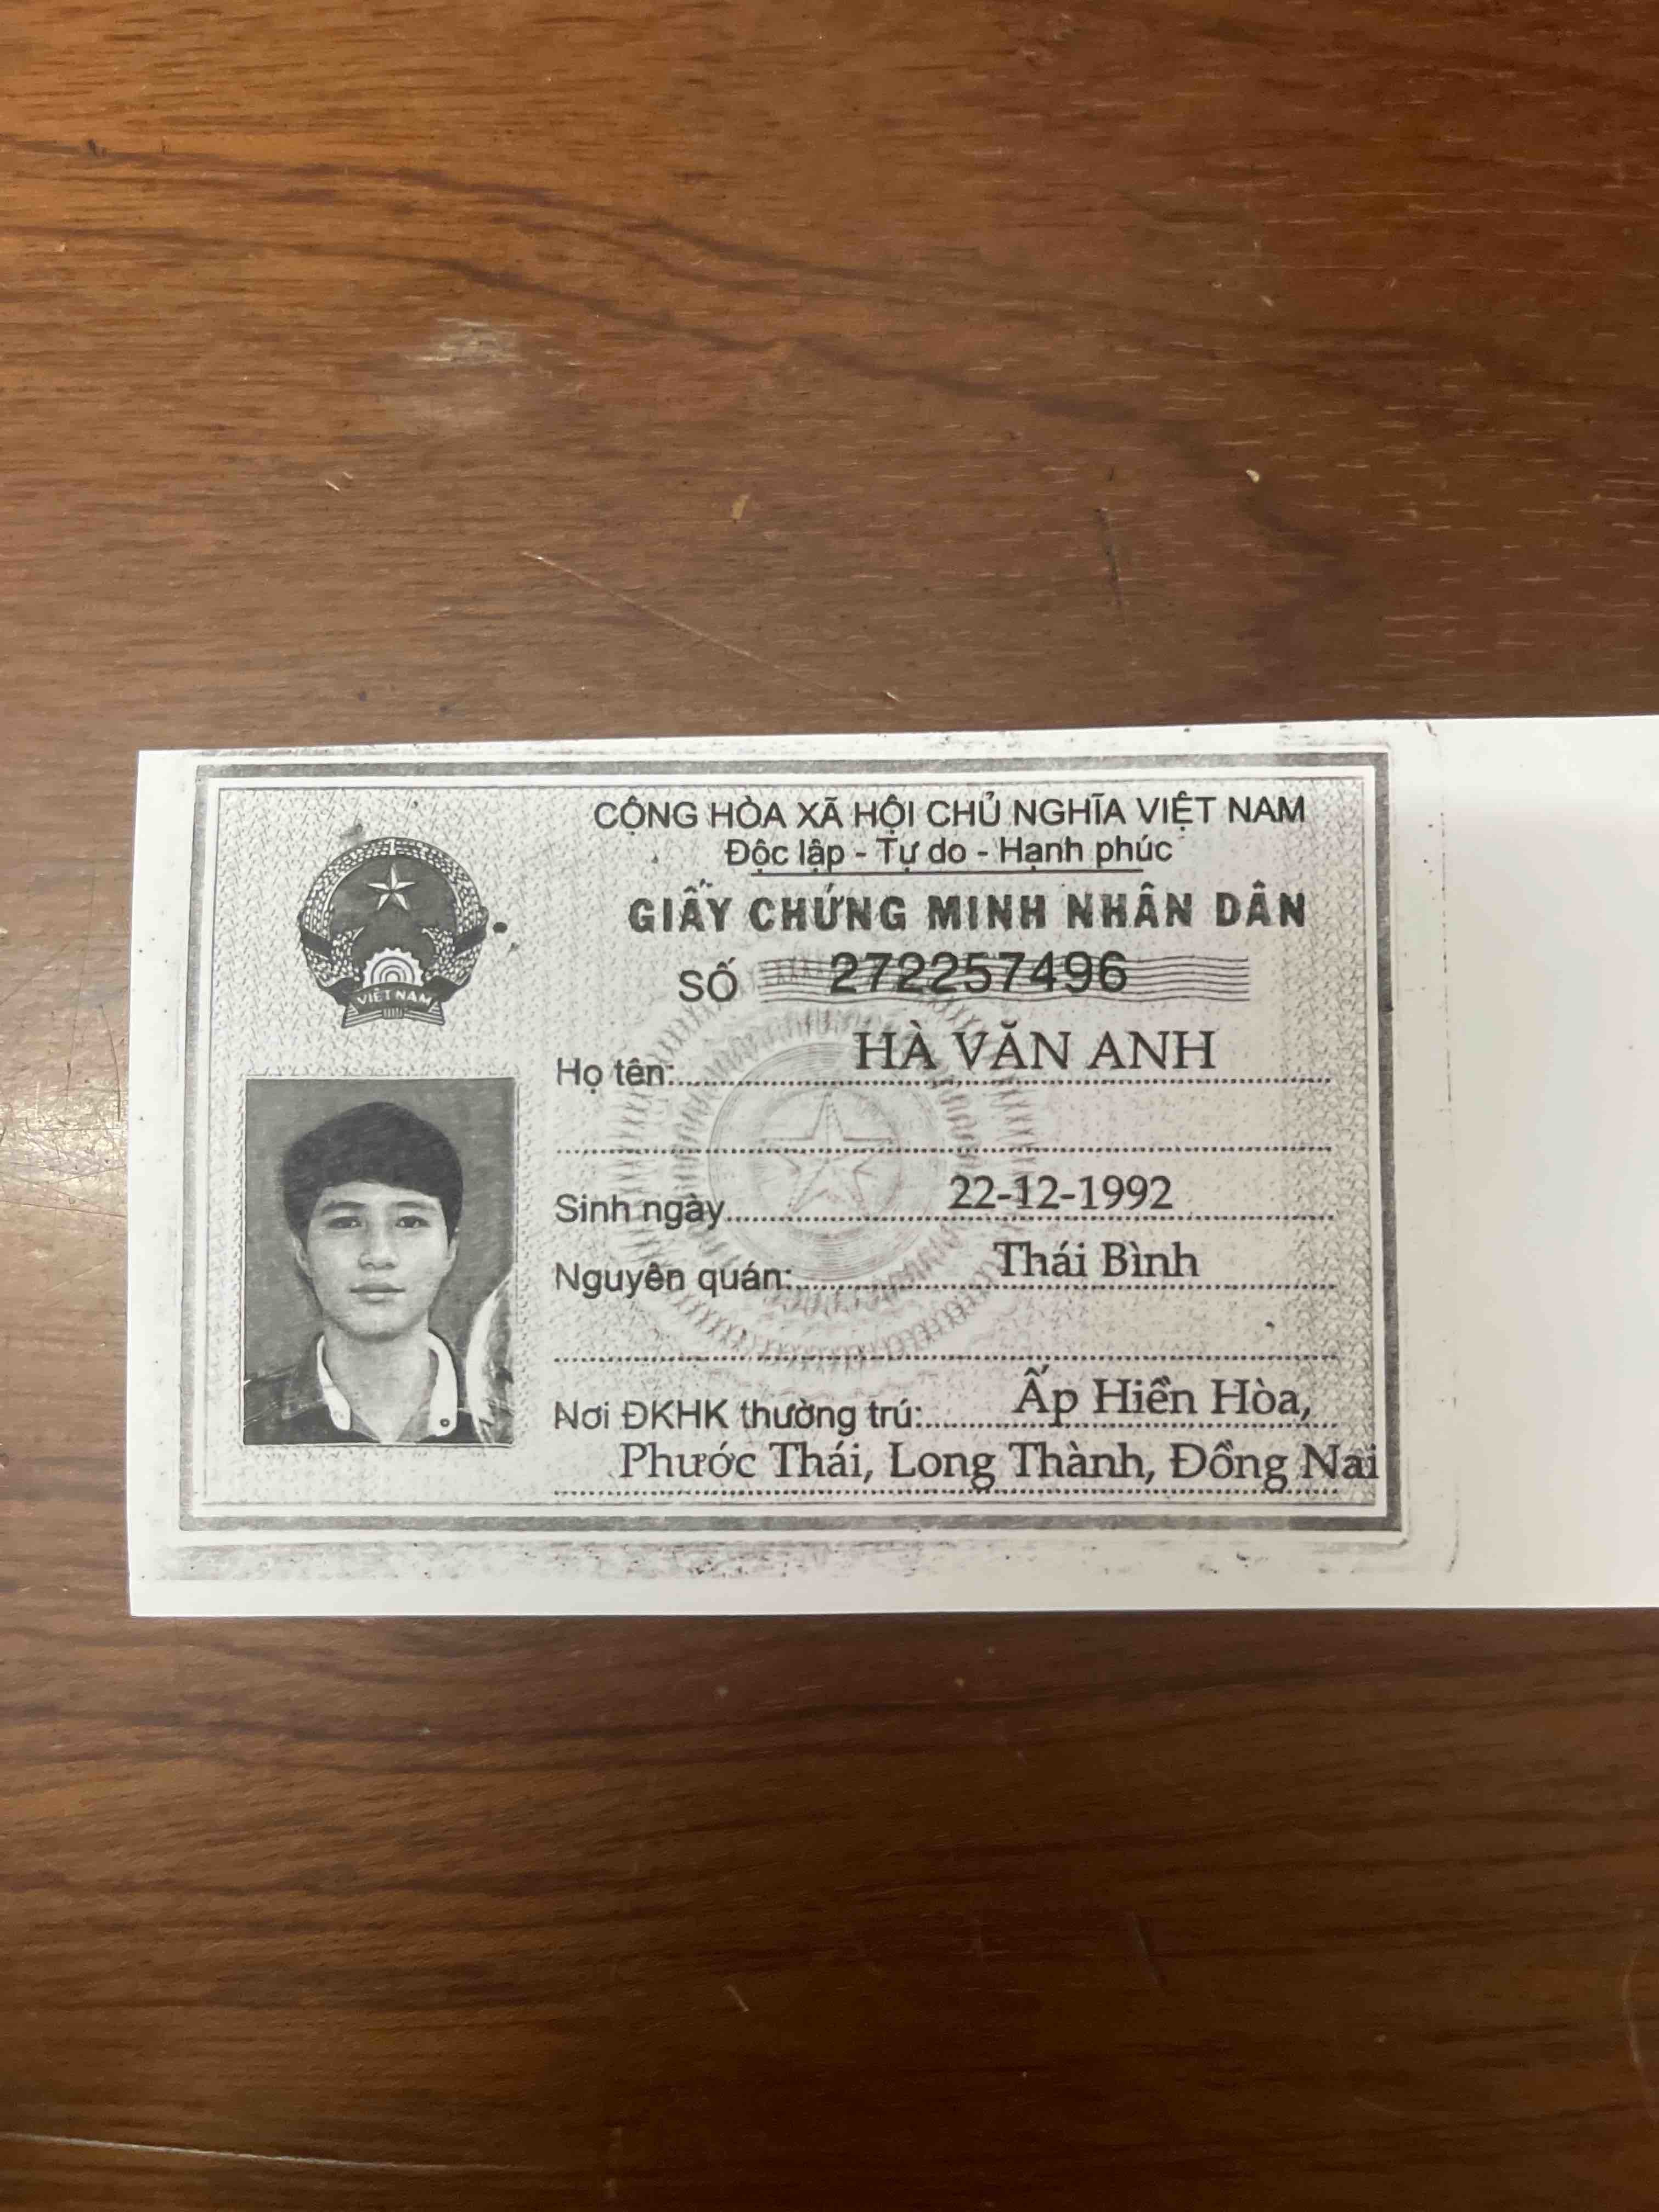 CỘNG HÒA XÃ HỘI CHỦ NGHĨA VIỆT NAM
Độc lập - Tự do - Hạnh phúc
GIẤY CHỨNG MINH NHÂN DÂN
SỐ 272257496
VIỆT NAM
Họ tên: HÀ VĂN ANH
Sinh ngày 22-12-1992
Nguyên quán: Thái Bình
Nơi ĐKHK thường trú: Ấp Hiền Hòa,
Phước Thái, Long Thành, Đồng Nai